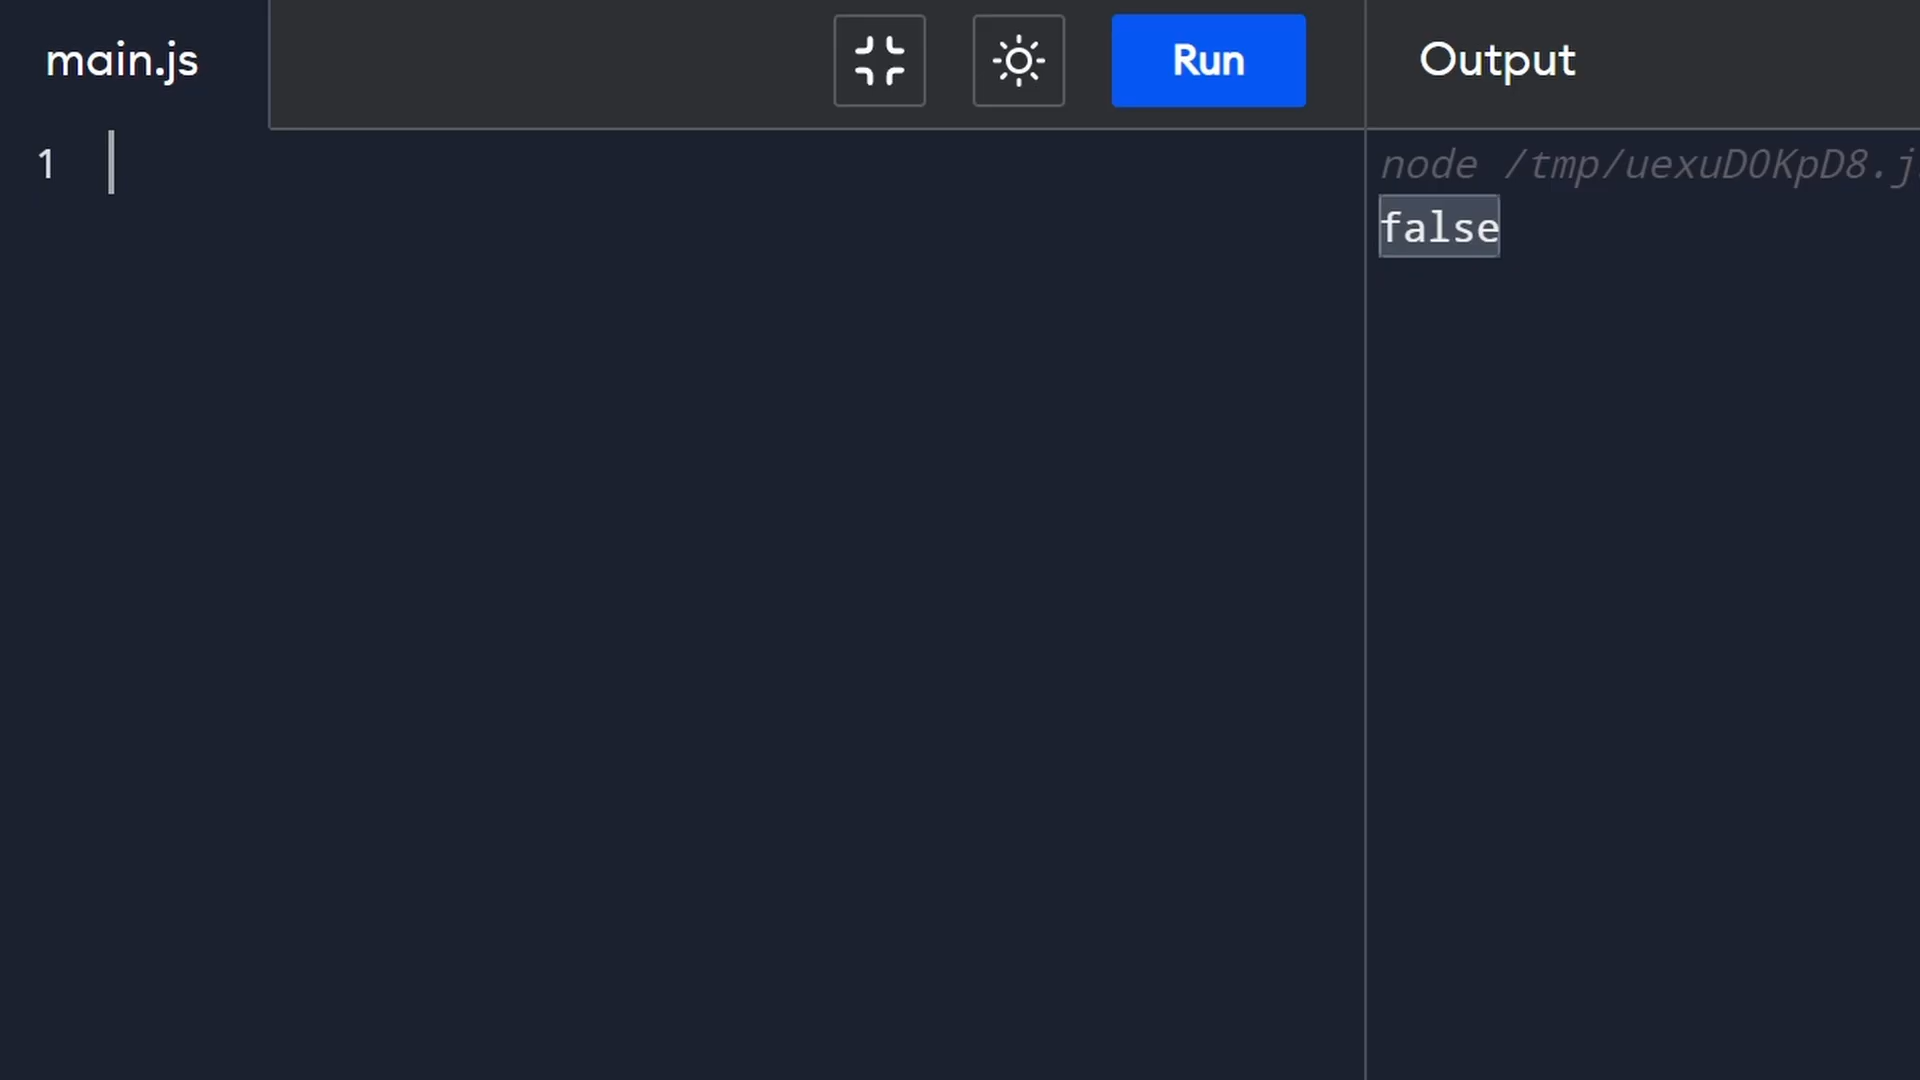 main.js
Run
Output
1
node /tmp/uexuD0KpD8.j
false